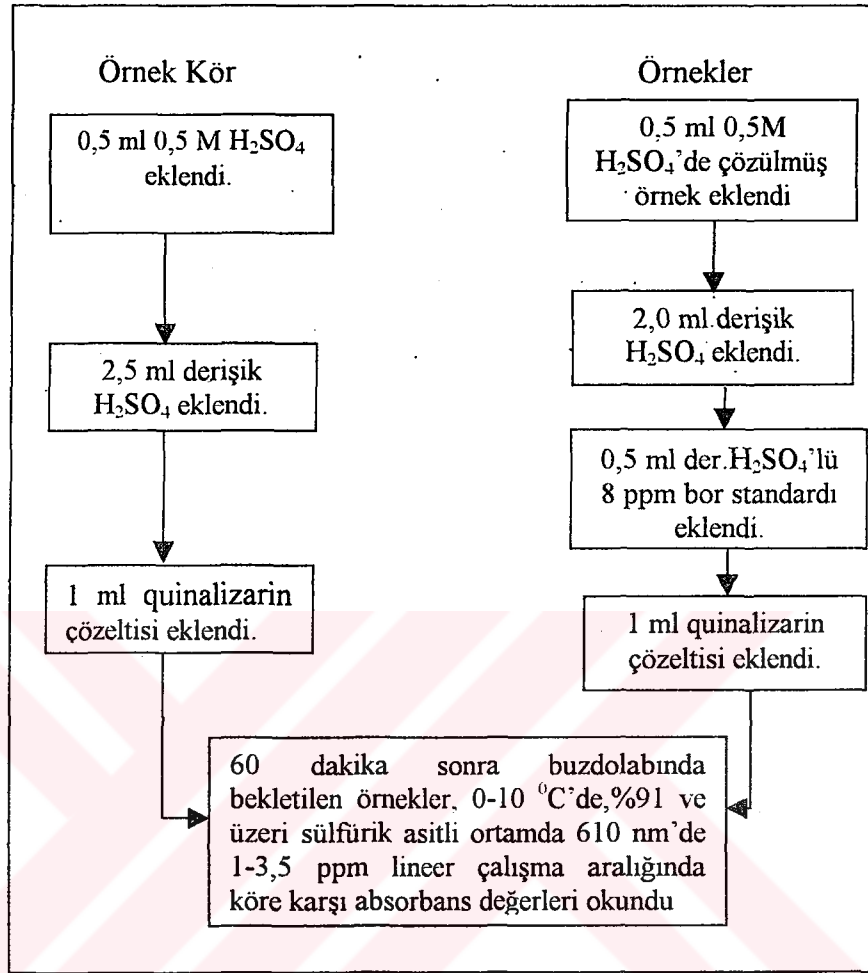 Örnek Kör
0,5 ml 0,5 M H₂SO₄
eklendi.
2,5 ml derişik
H₂SO₄ eklendi.
1 ml quinalizarin
çözeltisi eklendi.
Örnekler
0,5 ml 0,5M
H₂SO₄'de çözülmüş
örnek eklendi
2,0 ml derişik
H₂SO₄ eklendi.
0,5 ml der.H₂SO₄'lü
8 ppm bor standardı
eklendi.
1 ml quinalizarin
çözeltisi eklendi.
60 dakika sonra buzdolabında
bekletilen örnekler, 0-10 ⁰C'de,%91 ve
üzeri sülfürik asitli ortamda 610 nm'de
1-3,5 ppm lineer çalışma aralığında
köre karşı absorbans değerleri okundu